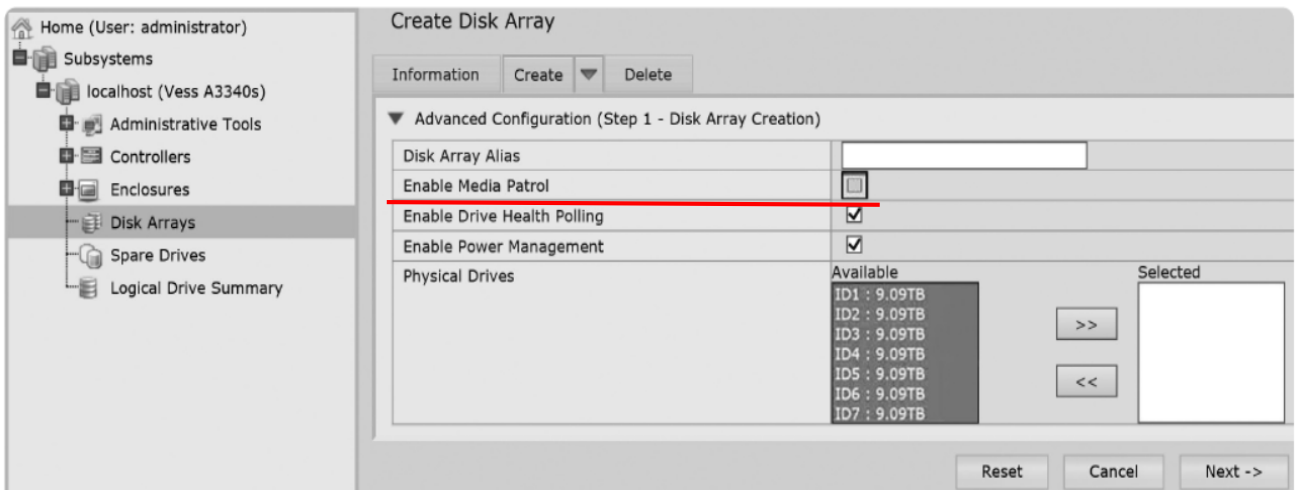 Home (User: administrator)
Subsystems
localhost (Vess A3340s)
Administrative Tools
Controllers
Enclosures
Disk Arrays
Spare Drives
Logical Drive Summary
Create Disk Array
Information Create Delete
Advanced Configuration (Step 1 - Disk Array Creation)
Disk Array Alias
Enable Media Patrol
Enable Drive Health Polling
Enable Power Management
Physical Drives
Available
ID1 : 9.09TB
ID2 : 9.09TB
ID3 : 9.09TB
ID4 : 9.09TB
ID5 : 9.09TB
ID6 : 9.09TB
ID7 : 9.09TB
>>
<<
Selected
Reset Cancel Next ->